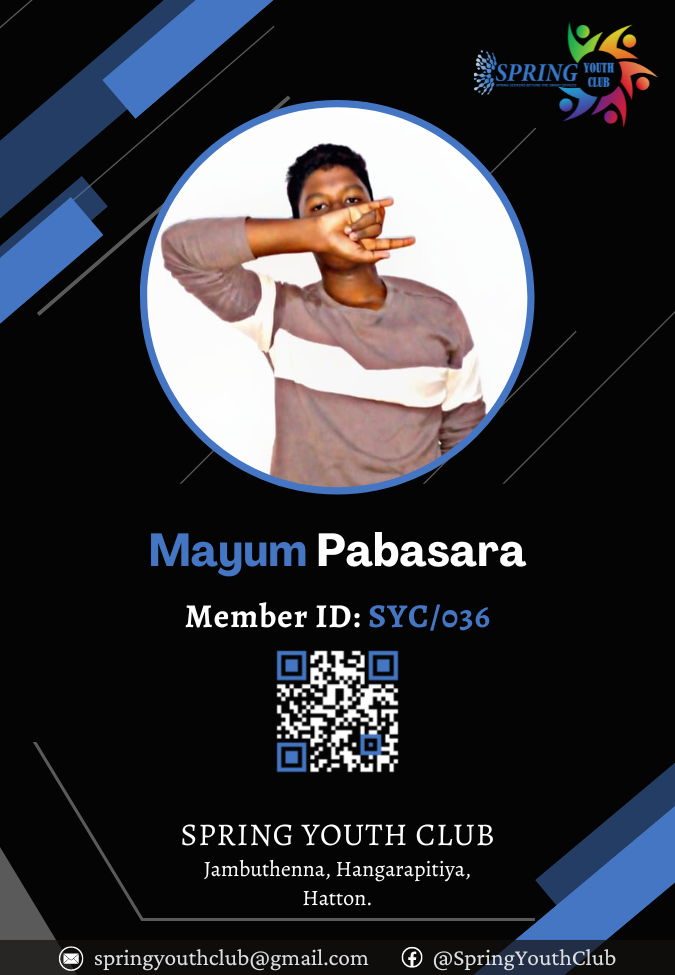 SPRING
YOUTH
CLUB
Mayum Pabasara
Member ID: SYC/036
SPRING YOUTH CLUB
Jambuthenna, Hangarapitiya,
Hatton.
springyouthclub@gmail.com
@SpringYouthClub